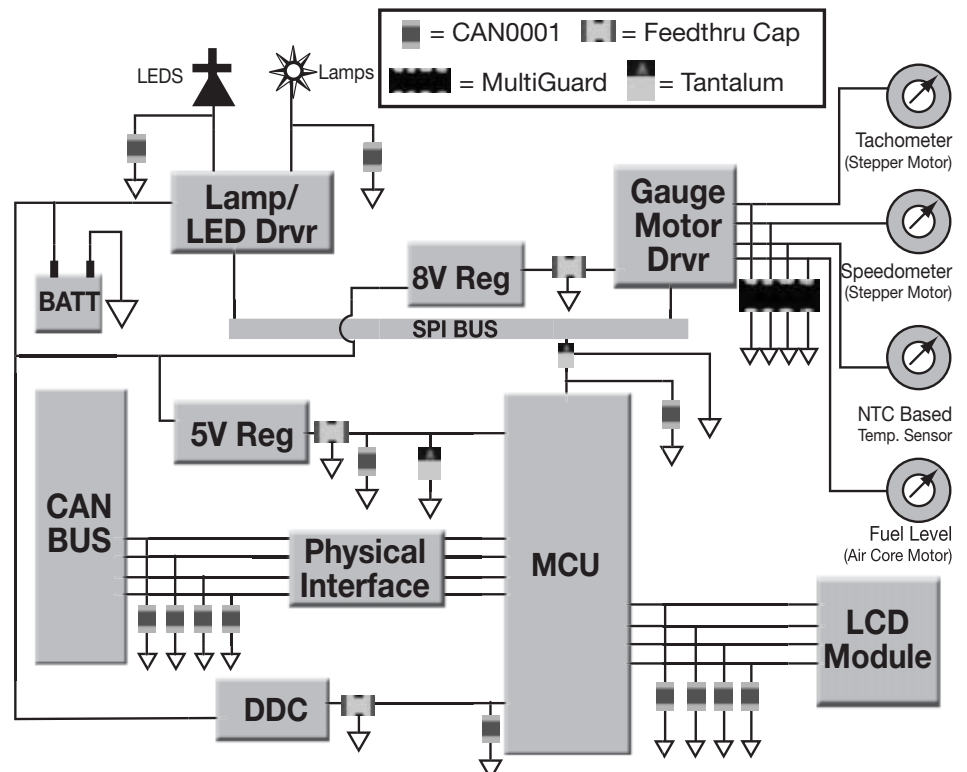 = CAN0001
= Feedthru Cap
= MultiGuard
= Tantalum
LEDS
Lamps
Lamp/
LED Drvr
BATT
8V Reg
Gauge
Motor
Drvr
SPI BUS
Tachometer
(Stepper Motor)
Speedometer
(Stepper Motor)
NTC Based
Temp. Sensor
Fuel Level
(Air Core Motor)
5V Reg
CAN
BUS
Physical
Interface
MCU
LCD
Module
DDC